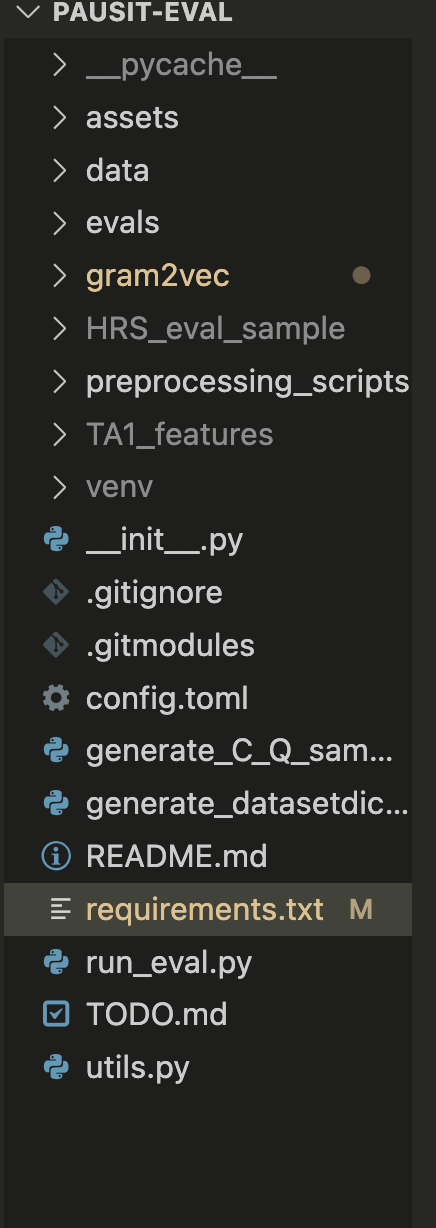 PAUSIT-EVAL
__pycache__
assets
data
evals
gram2vec
HRS_eval_sample
preprocessing_scripts
TA1_features
venv
__init__.py
.gitignore
.gitmodules
config.toml
generate_C_Q_sam...
generate_datasetdic...
README.md
requirements.txt M
run_eval.py
TODO.md
utils.py